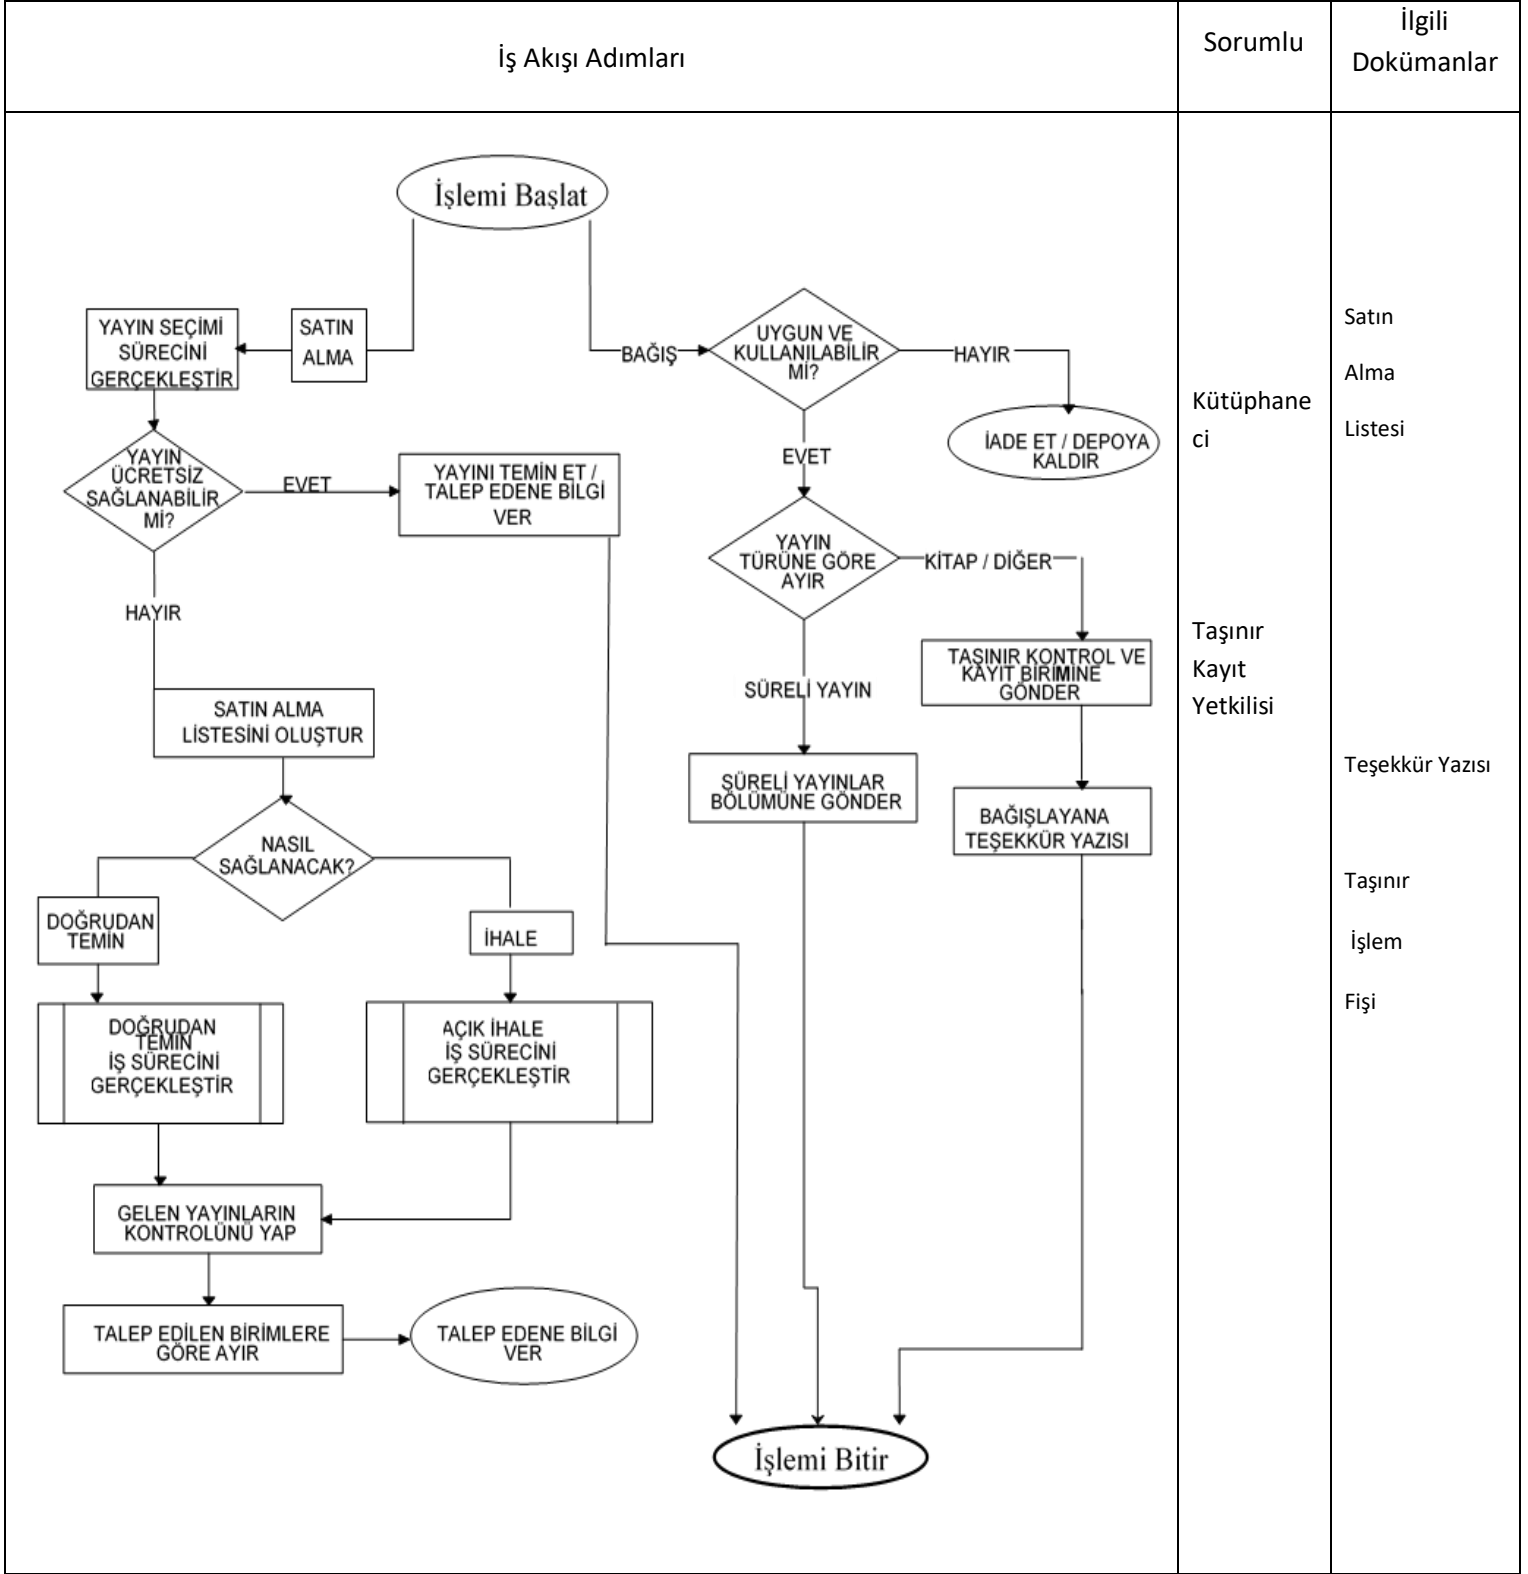 İş Akışı Adımları
Sorumlu
İlgili
Dokümanlar
İşlemi Başlat
YAYIN SEÇİMİ
SÜRECİNİ
GERÇEKLEŞTİR
SATIN
ALMA
BAĞIŞ
UYGUN VE
KULLANILABİLİR
Mİ?
HAYIR
İADE ET / DEPOYA
KALDIR
YAYIN
ÜCRETSİZ
SAĞLANABİLİR
Mİ?
EVET
YAYINI TEMİN ET /
TALEP EDENE BİLGİ
VER
EVET
YAYIN
TÜRÜNE GÖRE
AYIR
KİTAP / DİĞER
HAYIR
TAŞINIR KONTROL VE
KAYIT BİRİMİNE
GÖNDER
SATIN ALMA
LİSTESİNİ OLUŞTUR
SÜRELİ YAYIN
SÜRELİ YAYINLAR
BÖLÜMÜNE GÖNDER
BAĞIŞLAYANA
TEŞEKKÜR YAZISI
NASIL
SAĞLANACAK?
DOĞRUDAN
TEMİN
İHALE
DOĞRUDAN
TEMİN
İŞ SÜRECİNİ
GERÇEKLEŞTİR
AÇIK İHALE
İŞ SÜRECİNİ
GERÇEKLEŞTİR
GELEN YAYINLARIN
KONTROLÜNÜ YAP
TALEP EDİLEN BİRİMLERE
GÖRE AYIR
TALEP EDENE BİLGİ
VER
İşlemi Bitir
Kütüphane
ci
Taşınır
Kayıt
Yetkilisi
Satın
Alma
Listesi
Teşekkür Yazısı
Taşınır
İşlem
Fişi